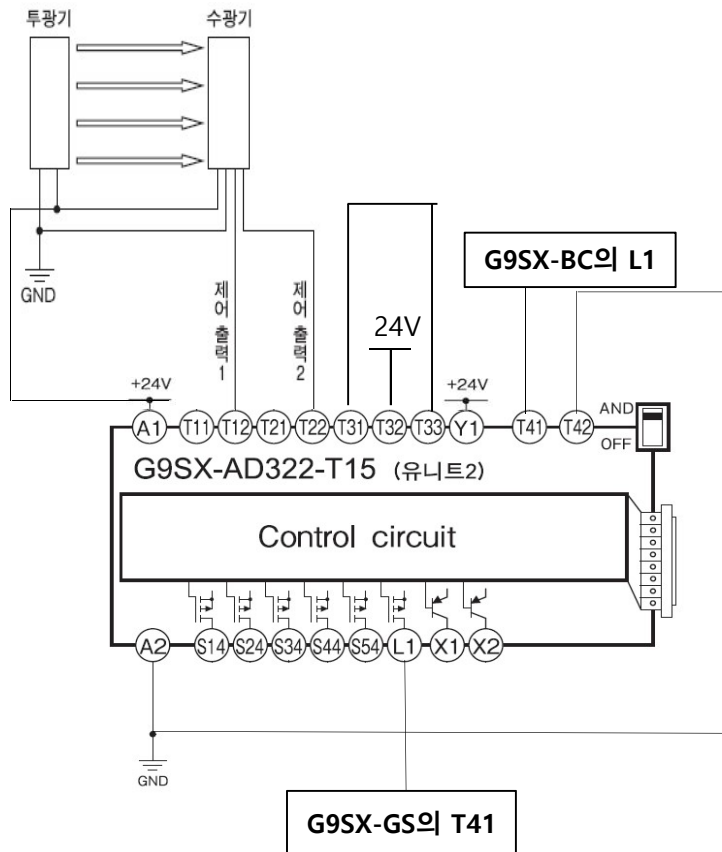 투광기
수광기
GND
제어 출력1
제어 출력2
G9SX-BC의 L1
24V
+24V
+24V
A1 T11 T12 T21 T22 T31 T32 T33 Y1 T41 T42
AND
OFF
G9SX-AD322-T15 (유니트2)
Control circuit
A2 S14 S24 S34 S44 S54 L1 X1 X2
GND
G9SX-GS의 T41